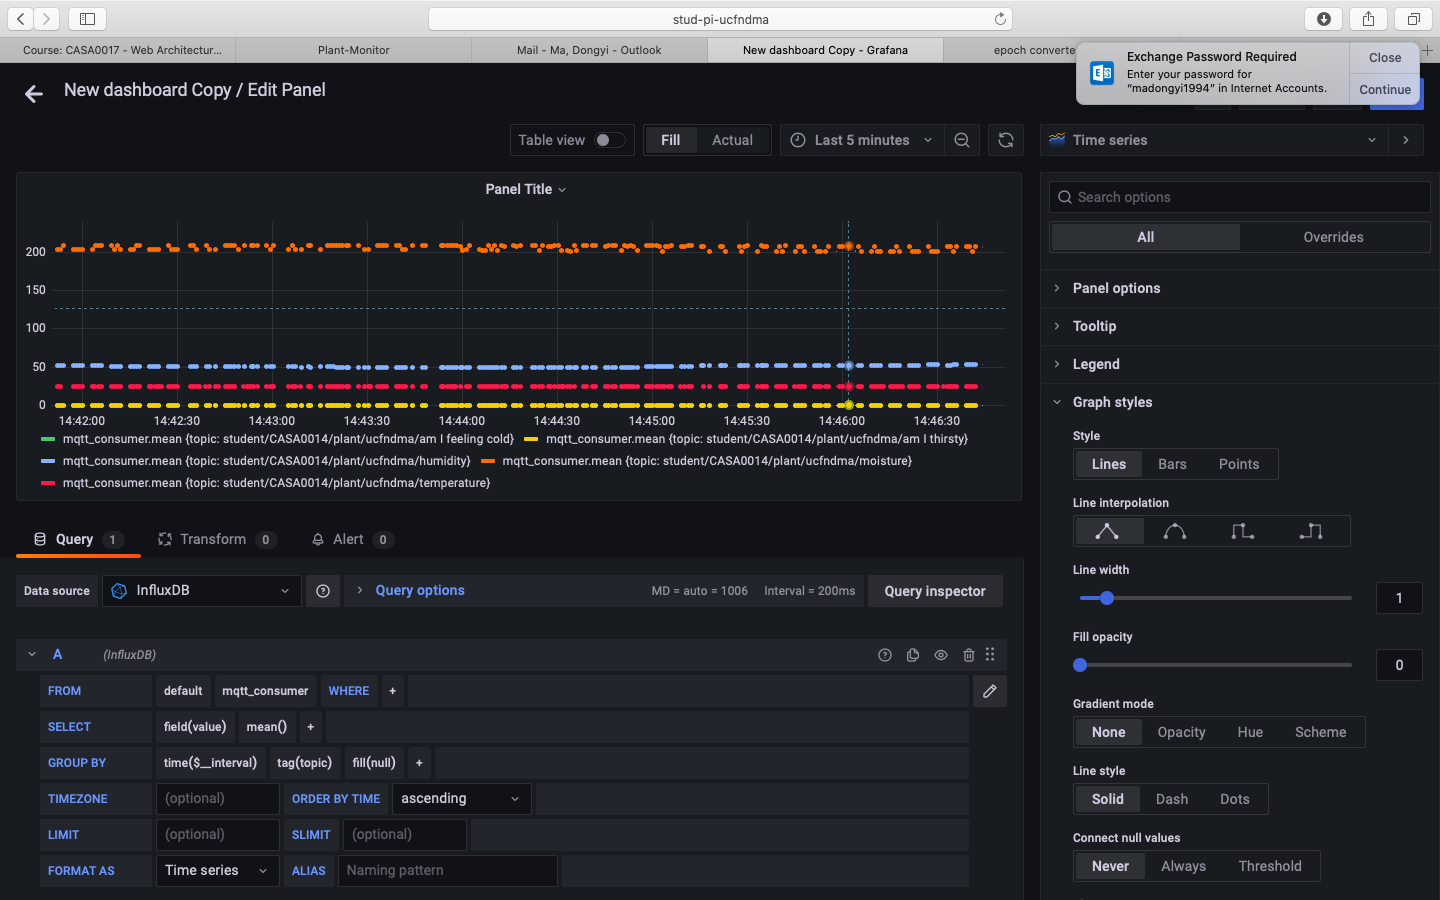 stud-pi-ucfndma
Course: CASA0017 - Web Architectur...
Plant-Monitor
Mail - Ma, Dongyi - Outlook
New dashboard Copy - Grafana
epoch converte
Exchange Password Required
Enter your password for
“madongyi1994” in Internet Accounts.
Close
Continue
New dashboard Copy / Edit Panel
Table view
Fill
Actual
Last 5 minutes
Time series
Panel Title
200
150
100
50
0
14:42:00
14:42:30
14:43:00
14:43:30
14:44:00
14:44:30
14:45:00
14:45:30
14:46:00
14:46:30
mqtt_consumer.mean {topic: student/CASA0014/plant/ucfndma/am I feeling cold}
mqtt_consumer.mean {topic: student/CASA0014/plant/ucfndma/am I thirsty}
mqtt_consumer.mean {topic: student/CASA0014/plant/ucfndma/humidity}
mqtt_consumer.mean {topic: student/CASA0014/plant/ucfndma/moisture}
mqtt_consumer.mean {topic: student/CASA0014/plant/ucfndma/temperature}
Query 1
Transform 0
Alert 0
Data source
InfluxDB
Query options
MD = auto = 1006
Interval = 200ms
Query inspector
A
(InfluxDB)
FROM
default
mqtt_consumer
WHERE
+
SELECT
field(value)
mean()
+
GROUP BY
time($__interval)
tag(topic)
fill(null)
+
TIMEZONE
(optional)
ORDER BY TIME
ascending
LIMIT
(optional)
SLIMIT
(optional)
FORMAT AS
Time series
ALIAS
Naming pattern
Search options
All
Overrides
Panel options
Tooltip
Legend
Graph styles
Style
Lines
Bars
Points
Line interpolation
Line width
1
Fill opacity
0
Gradient mode
None
Opacity
Hue
Scheme
Line style
Solid
Dash
Dots
Connect null values
Never
Always
Threshold